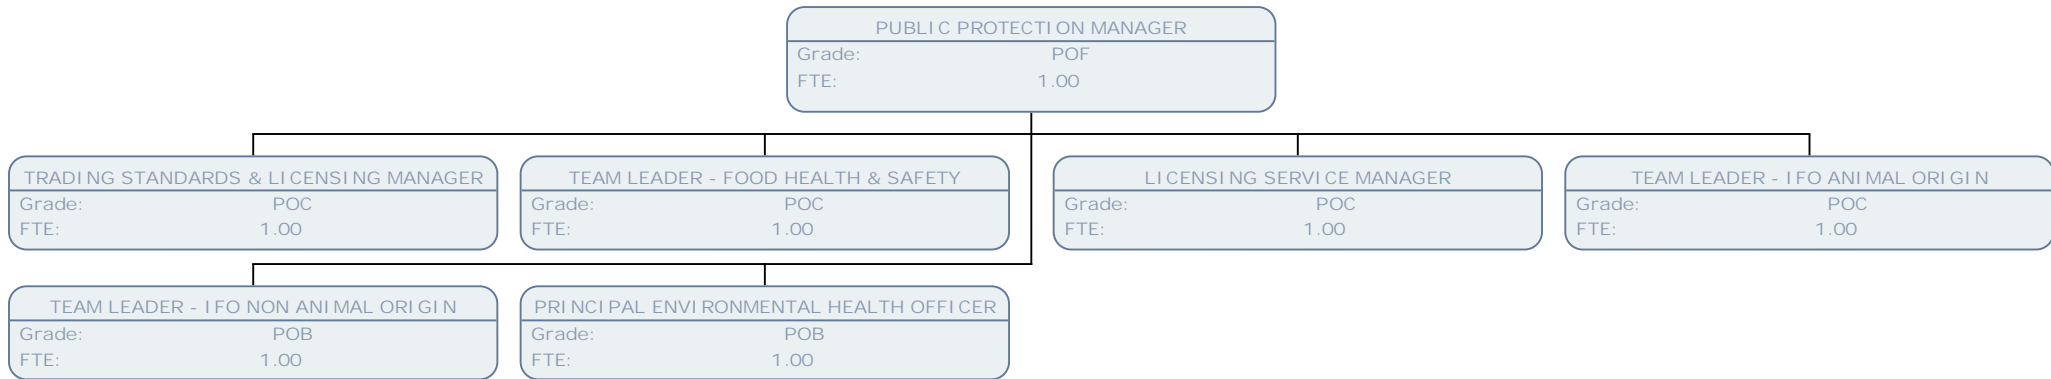 PUBLIC PROTECTION MANAGER
Grade: POF
FTE: 1.00
TRADING STANDARDS & LICENSING MANAGER
Grade: POC
FTE: 1.00
TEAM LEADER - FOOD HEALTH & SAFETY
Grade: POC
FTE: 1.00
LICENSING SERVICE MANAGER
Grade: POC
FTE: 1.00
TEAM LEADER - IFO ANIMAL ORIGIN
Grade: POC
FTE: 1.00
TEAM LEADER - IFO NON ANIMAL ORIGIN
Grade: POB
FTE: 1.00
PRINCIPAL ENVIRONMENTAL HEALTH OFFICER
Grade: POB
FTE: 1.00